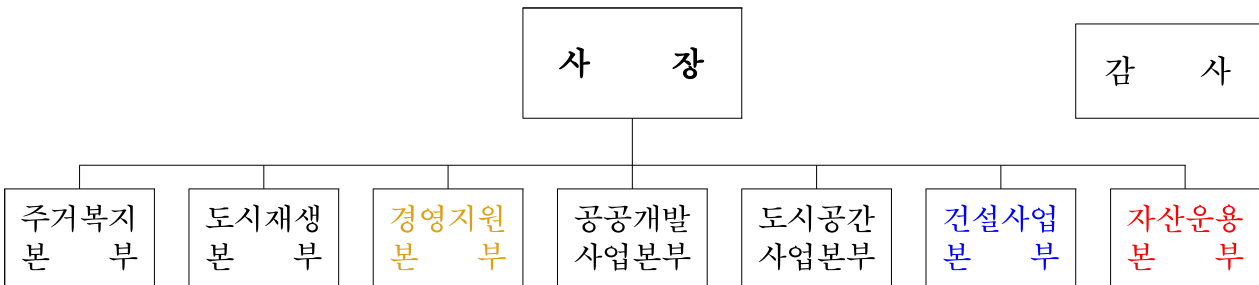 사 장
감 사
주거복지
본 부
도시재생
본 부
경영지원
본 부
공공개발
사업본부
도시공간
사업본부
건설사업
본 부
자산운용
본 부